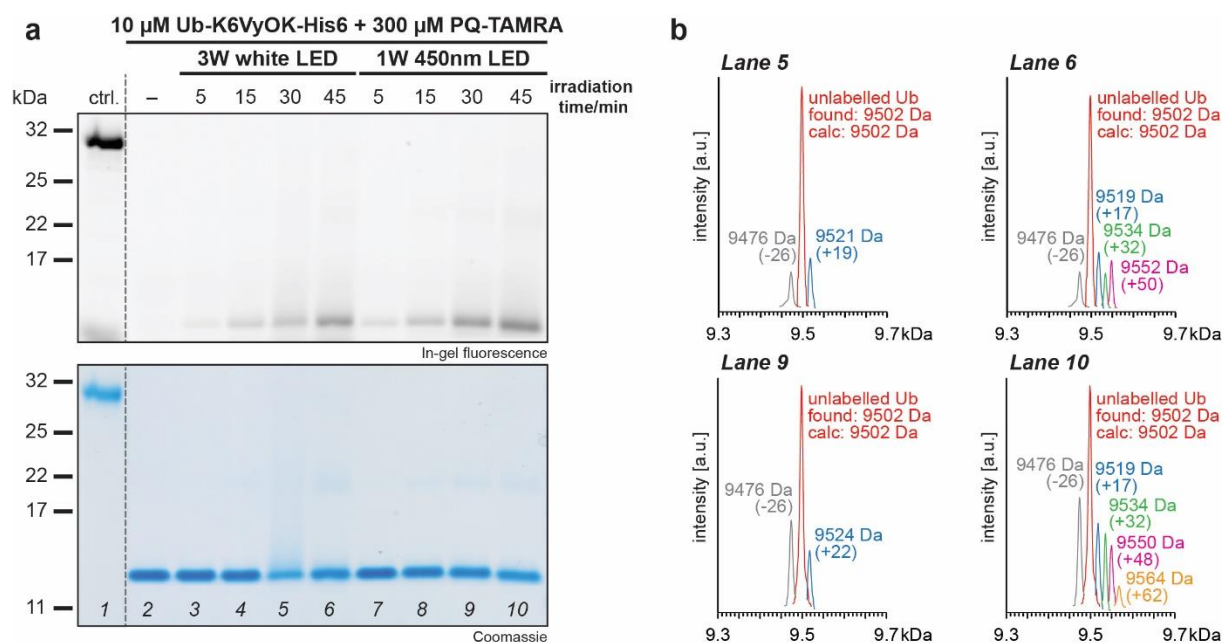 a
10 µM Ub-K6VyOK-His6 + 300 µM PQ-TAMRA
3W white LED 1W 450nm LED
kDa ctrl. – 5 15 30 45 5 15 30 45 irradiation time/min
32
25
22
17
In-gel fluorescence
32
25
22
17
11
1 2 3 4 5 6 7 8 9 10
Coomassie
b
Lane 5
intensity [a.u.]
unlabelled Ub
found: 9502 Da
calc: 9502 Da
9476 Da
(-26)
9521 Da
(+19)
9.3 9.5 9.7kDa
Lane 6
intensity [a.u.]
unlabelled Ub
found: 9502 Da
calc: 9502 Da
9519 Da
(+17)
9476 Da
(-26)
9534 Da
(+32)
9552 Da
(+50)
9.3 9.5 9.7kDa
Lane 9
intensity [a.u.]
unlabelled Ub
found: 9502 Da
calc: 9502 Da
9476 Da
(-26)
9524 Da
(+22)
9.3 9.5 9.7kDa
Lane 10
intensity [a.u.]
unlabelled Ub
found: 9502 Da
calc: 9502 Da
9476 Da
(-26)
9519 Da
(+17)
9534 Da
(+32)
9550 Da
(+48)
9564 Da
(+62)
9.3 9.5 9.7kDa